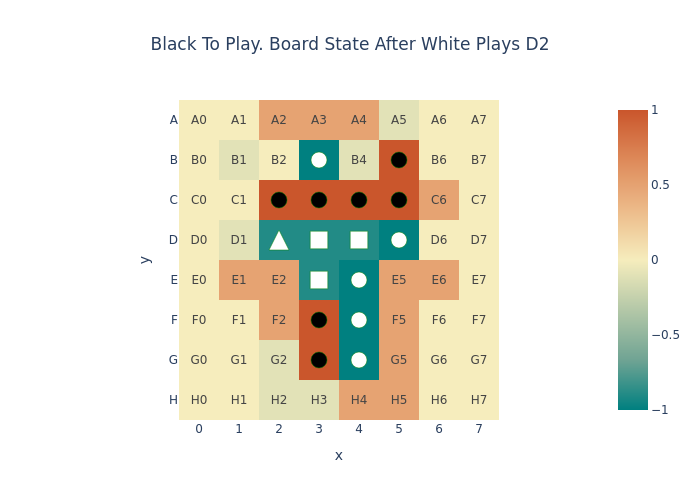 Black To Play. Board State After White Plays D2
A A0 A1 A2 A3 A4 A5 A6 A7
B B0 B1 B2 B4 B6 B7
C C0 C1 C6 C7
D D0 D1 D6 D7
E E0 E1 E2 E5 E6 E7
F F0 F1 F2 F5 F6 F7
G G0 G1 G2 G5 G6 G7
H H0 H1 H2 H3 H4 H5 H6 H7
0 1 2 3 4 5 6 7
x
y
1
0.5
0
−0.5
−1